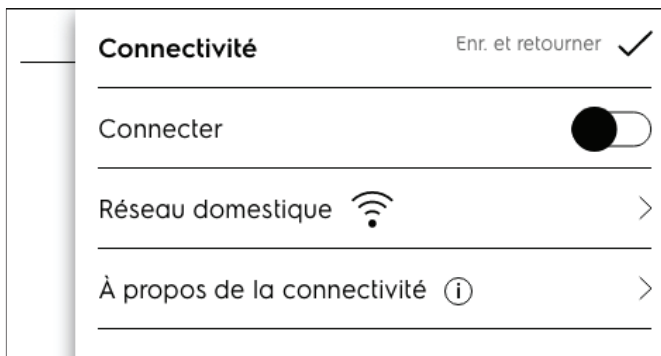 Connectivité Enr. et retourner
Connecter
Réseau domestique
À propos de la connectivité